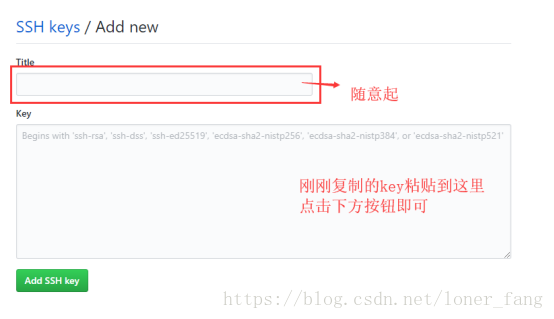 SSH keys / Add new
Title
随意起
Key
Begins with 'ssh-rsa', 'ssh-dss', 'ssh-ed25519', 'ecdsa-sha2-nistp256', 'ecdsa-sha2-nistp384', or 'ecdsa-sha2-nistp521'
刚刚复制的key粘贴到这里
点击下方按钮即可
Add SSH key
https://blog.csdn.net/loner_fang